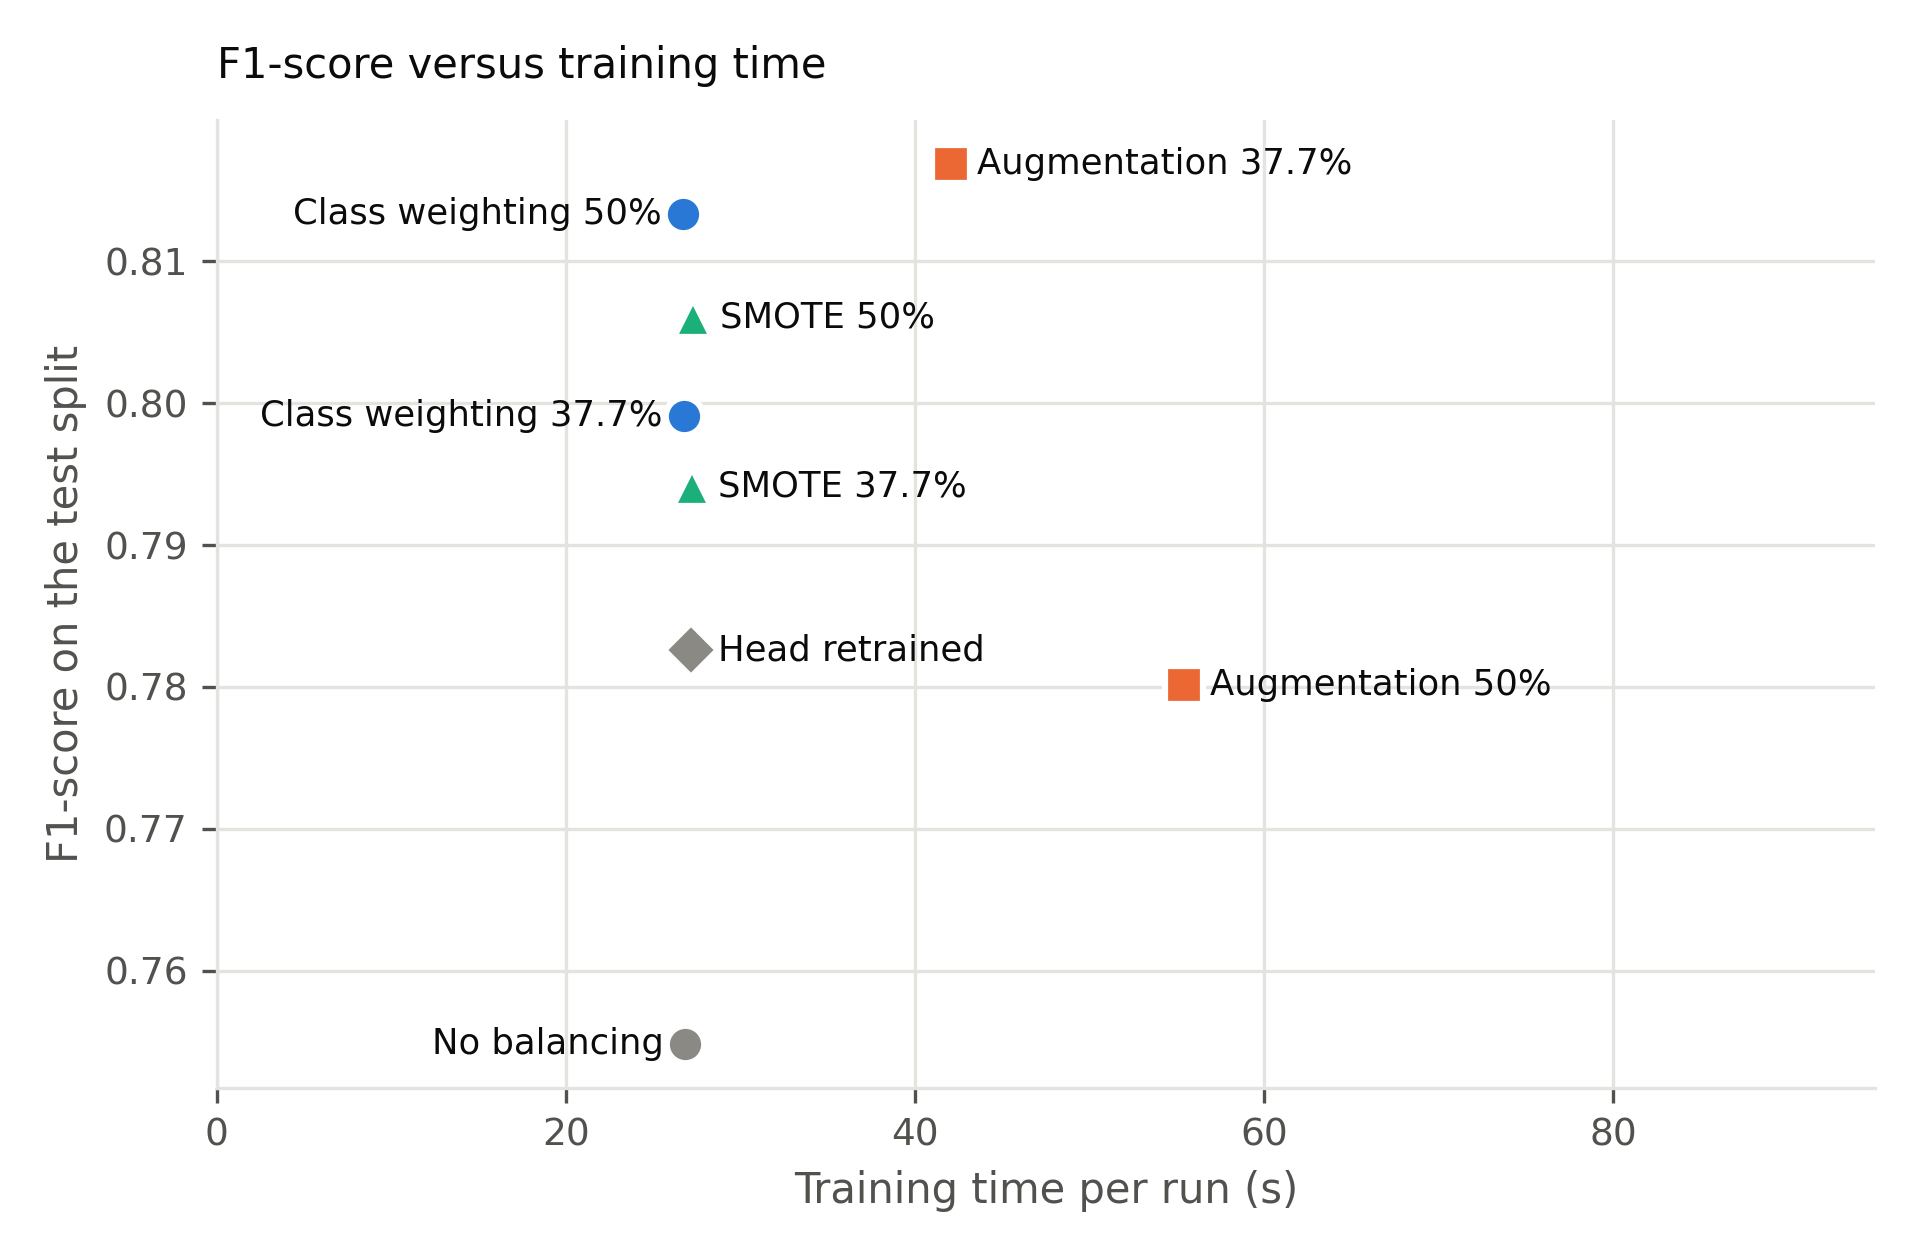 F1-score versus training time
Augmentation 37.7%
Class weighting 50%
0.81
SMOTE 50%
0.80
Class weighting 37.7%
SMOTE 37.7%
0.79
Head retrained
0.78
Augmentation 50%
0.77
0.76
No balancing
F1-score on the test split
0
20
40
60
80
Training time per run (s)